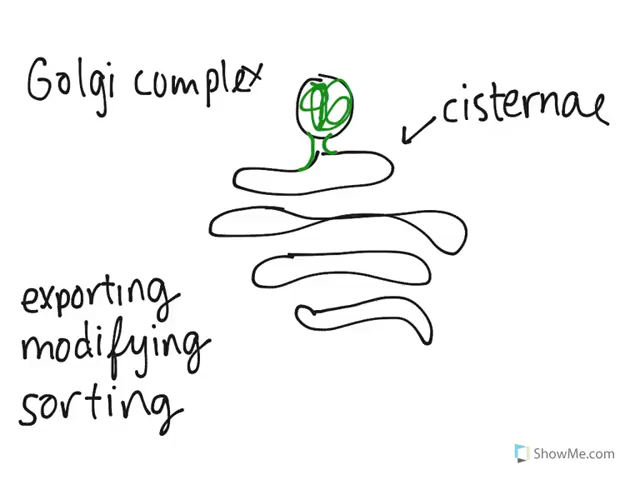 Golgi complex
cisternae
exporting
modifying
sorting
ShowMe.com